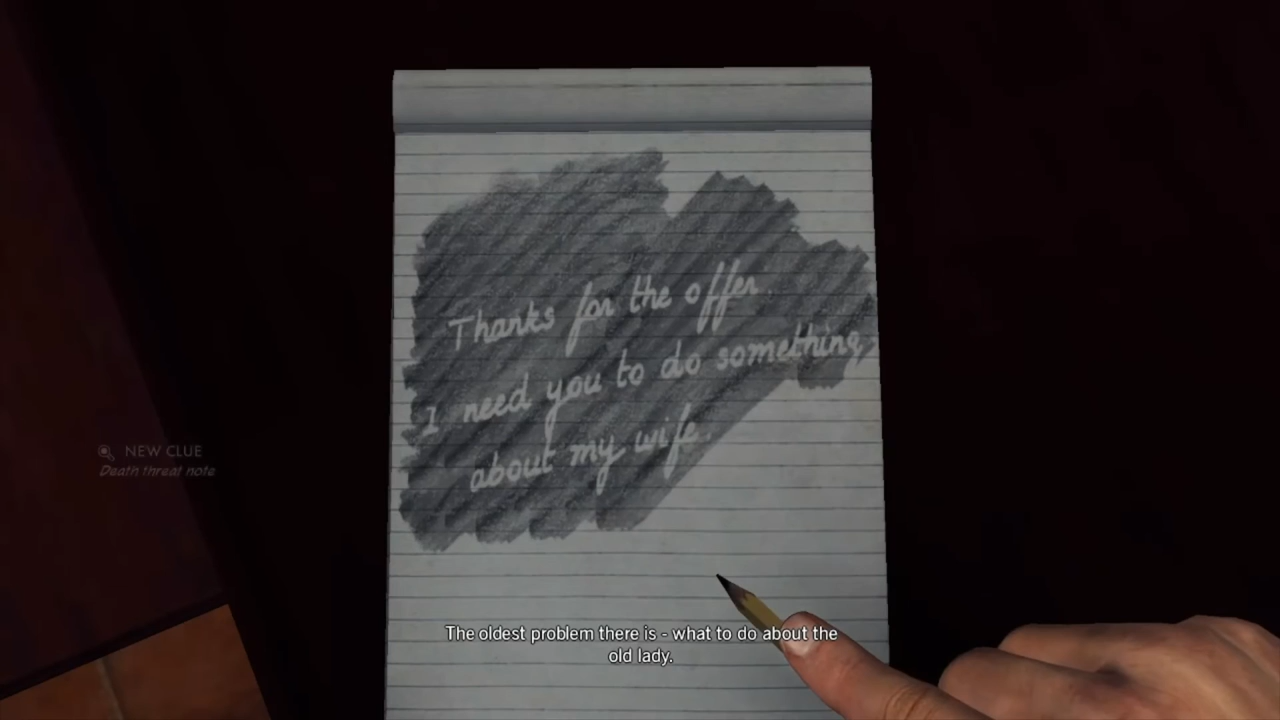 Thanks for the offer.
I need you to do something
about my wife.
NEW CLUE
Death threat note
The oldest problem there is - what to do about the
old lady.